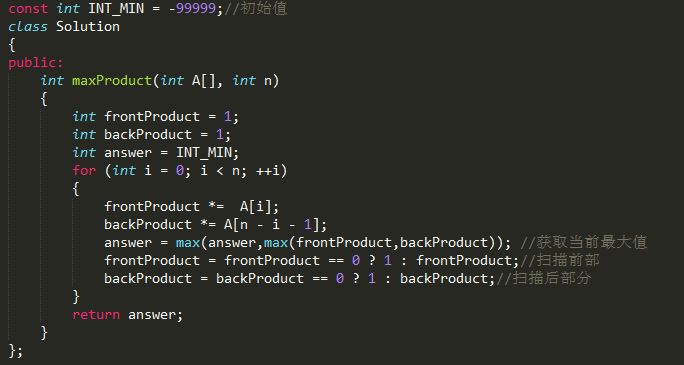 const int INT_MIN = -99999;//初始值
class Solution
{
public:
    int maxProduct(int A[], int n)
    {
        int frontProduct = 1;
        int backProduct = 1;
        int answer = INT_MIN;
        for (int i = 0; i < n; ++i)
        {
            frontProduct *=  A[i];
            backProduct *= A[n - i - 1];
            answer = max(answer,max(frontProduct,backProduct)); //获取当前最大值
            frontProduct = frontProduct == 0 ? 1 : frontProduct;//扫描前部
            backProduct = backProduct == 0 ? 1 : backProduct;//扫描后部分
        }
        return answer;
    }
};